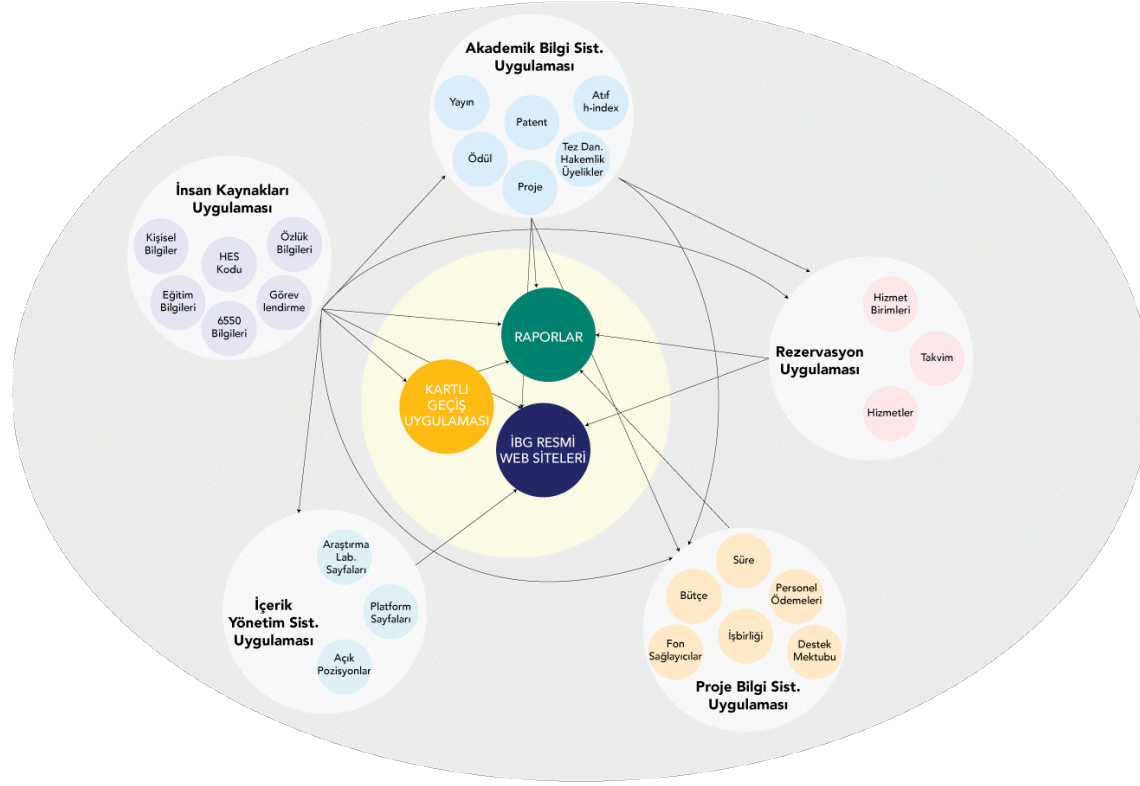 Akademik Bilgi Sist.
Uygulaması
Yayın
Patent
Atıf
h-index
Ödül
Proje
Tez Dan.
Hakemlik
Üyelikler
İnsan Kaynakları
Uygulaması
Kişisel
Bilgiler
HES
Kodu
Özlük
Bilgileri
Eğitim
Bilgileri
6550
Bilgileri
Görev
lendirme
RAPORLAR
KARTLI
GEÇİŞ
UYGULAMASI
İBG RESMİ
WEB SİTELERİ
Rezervasyon
Uygulaması
Hizmet
Birimleri
Takvim
Hizmetler
İçerik
Yönetim Sist.
Uygulaması
Araştırma
Lab.
Sayfaları
Platform
Sayfaları
Açık
Pozisyonlar
Süre
Bütçe
Personel
Ödemeleri
Fon
Sağlayıcılar
İşbirliği
Destek
Mektubu
Proje Bilgi Sist.
Uygulaması